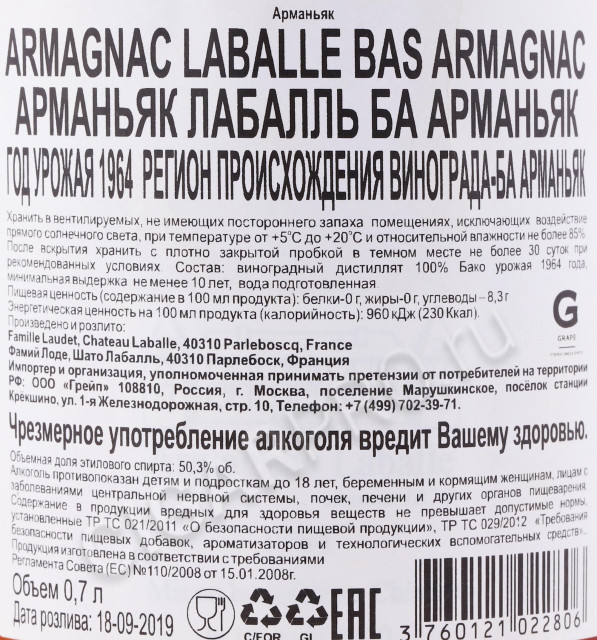 Арманьяк
ARMAGNAC LABALLE BAS ARMAGNAC
АРМАНЬЯК ЛАБАЛЛЬ БА АРМАНЬЯК
ГОД УРОЖАЯ 1964 РЕГИОН ПРОИСХОЖДЕНИЯ ВИНОГРАДА-БА АРМАНЬЯК
Хранить в вентилируемых, не имеющих постороннего запаха помещениях, исключающих воздействие
прямого солнечного света, при температуре от +5°С до +20°С и относительной влажности не более 85%
После вскрытия хранить с плотно закрытой пробкой в темном месте не более 30 суток при
рекомендованных условиях. Состав: виноградный дистиллят 100% Бако урожая 1964 года,
минимальная выдержка не менее 10 лет, вода подготовленная.
Пищевая ценность (содержание в 100 мл продукта): белки-0 г, жиры-0 г, углеводы – 8,3 г
Энергетическая ценность на 100 мл продукта (калорийность): 960 кДж (230 Ккал).
Произведено и розлито:
Famille Laudet, Chateau Laballe, 40310 Parleboscq, France
Фамий Лоде, Шато Лабалль, 40310 Парлебоск, Франция
G
GRAPE
Импортер и организация, уполномоченная принимать претензии от потребителей на территории
РФ: ООО «Грейп» 108810, Россия, г. Москва, поселение Марушкинское, посёлок станции
Крекшино, ул. 1-я Железнодорожная, стр. 10, Телефон: +7 (499) 702-39-71.
Чрезмерное употребление алкоголя вредит Вашему здоровью.
Объемная доля этилового спирта: 50,3% об.
Алкоголь противопоказан детям и подросткам до 18 лет, беременным и кормящим женщинам, лицам с
заболеваниями центральной нервной системы, почек, печени и других органов пищеварения.
Содержание в продукции вредных для здоровья веществ не превышает допустимые нормы,
установленные ТР ТС 021/2011 «О безопасности пищевой продукции», ТР ТС 029/2012 «Требования
безопасности пищевых добавок, ароматизаторов и технологических вспомогательных средств».
Продукция изготовлена в соответствии с требованиями
Регламента Совета (ЕС) №110/2008 от 15.01.2008г.
Объем 0,7 л
Дата розлива: 18-09-2019
C/FOR GL
ЕАС
3 760121 022806